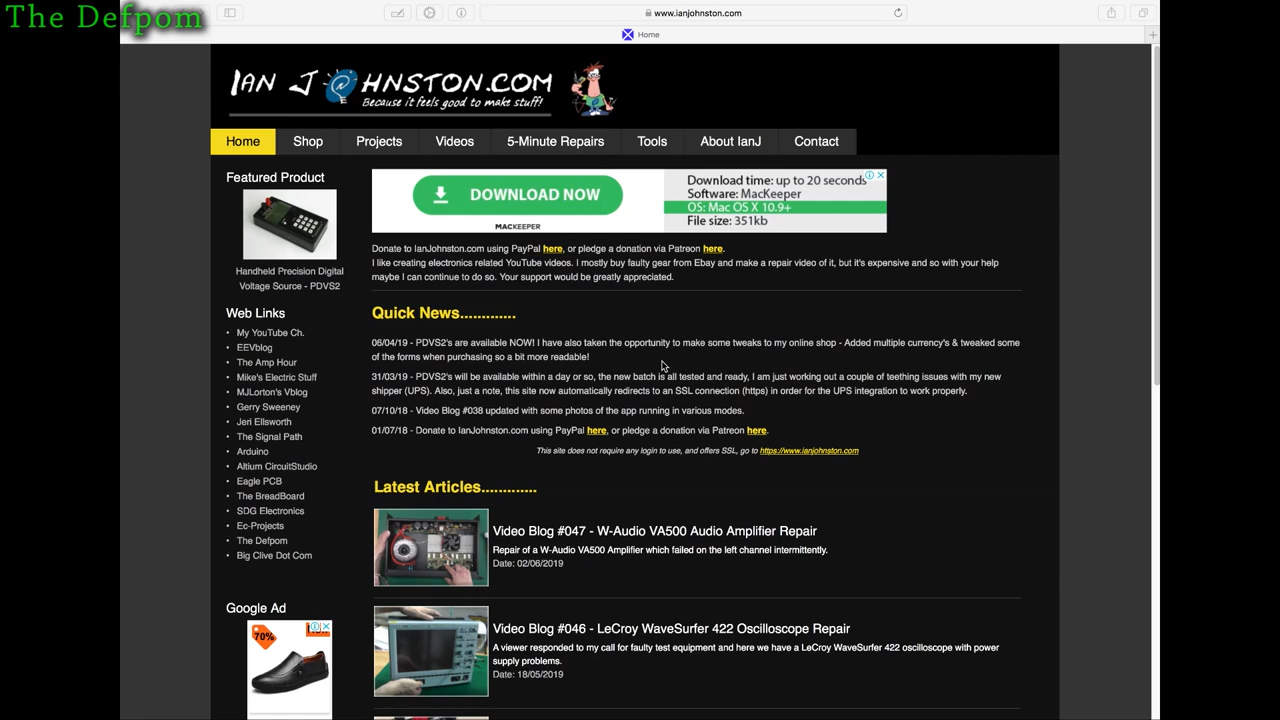 The Defpom
www.ianjohnston.com
Home
IAN J@HNSTON.COM
Because it feels good to make stuff!
Home Shop Projects Videos 5-Minute Repairs Tools About IanJ Contact
Featured Product
Handheld Precision Digital
Voltage Source - PDVS2
Web Links
My YouTube Ch.
EEVblog
The Amp Hour
Mike's Electric Stuff
MJLorton's Vblog
Gerry Sweeney
Jeri Ellsworth
The Signal Path
Arduino
Altium CircuitStudio
Eagle PCB
The BreadBoard
SDG Electronics
Ec-Projects
The Defpom
Big Clive Dot Com
Google Ad
70%
DOWNLOAD NOW
MACKEEPER
Download time: up to 20 seconds
Software: MacKeeper
OS: Mac OS X 10.9+
File size: 351kb
Donate to IanJohnston.com using PayPal here, or pledge a donation via Patreon here.
I like creating electronics related YouTube videos. I mostly buy faulty gear from Ebay and make a repair video of it, but it's expensive and so with your help
maybe I can continue to do so. Your support would be greatly appreciated.
Quick News.............
06/04/19 - PDVS2's are available NOW! I have also taken the opportunity to make some tweaks to my online shop - Added multiple currency's & tweaked some
of the forms when purchasing so a bit more readable!
31/03/19 - PDVS2's will be available within a day or so, the new batch is all tested and ready, I am just working out a couple of teething issues with my new
shipper (UPS). Also, just a note, this site now automatically redirects to an SSL connection (https) in order for the UPS integration to work properly.
07/10/18 - Video Blog #038 updated with some photos of the app running in various modes.
01/07/18 - Donate to IanJohnston.com using PayPal here, or pledge a donation via Patreon here.
This site does not require any login to use, and offers SSL, go to https://www.ianjohnston.com
Latest Articles.............
Video Blog #047 - W-Audio VA500 Audio Amplifier Repair
Repair of a W-Audio VA500 Amplifier which failed on the left channel intermittently.
Date: 02/06/2019
Video Blog #046 - LeCroy WaveSurfer 422 Oscilloscope Repair
A viewer responded to my call for faulty test equipment and here we have a LeCroy WaveSurfer 422 oscilloscope with power
supply problems.
Date: 18/05/2019